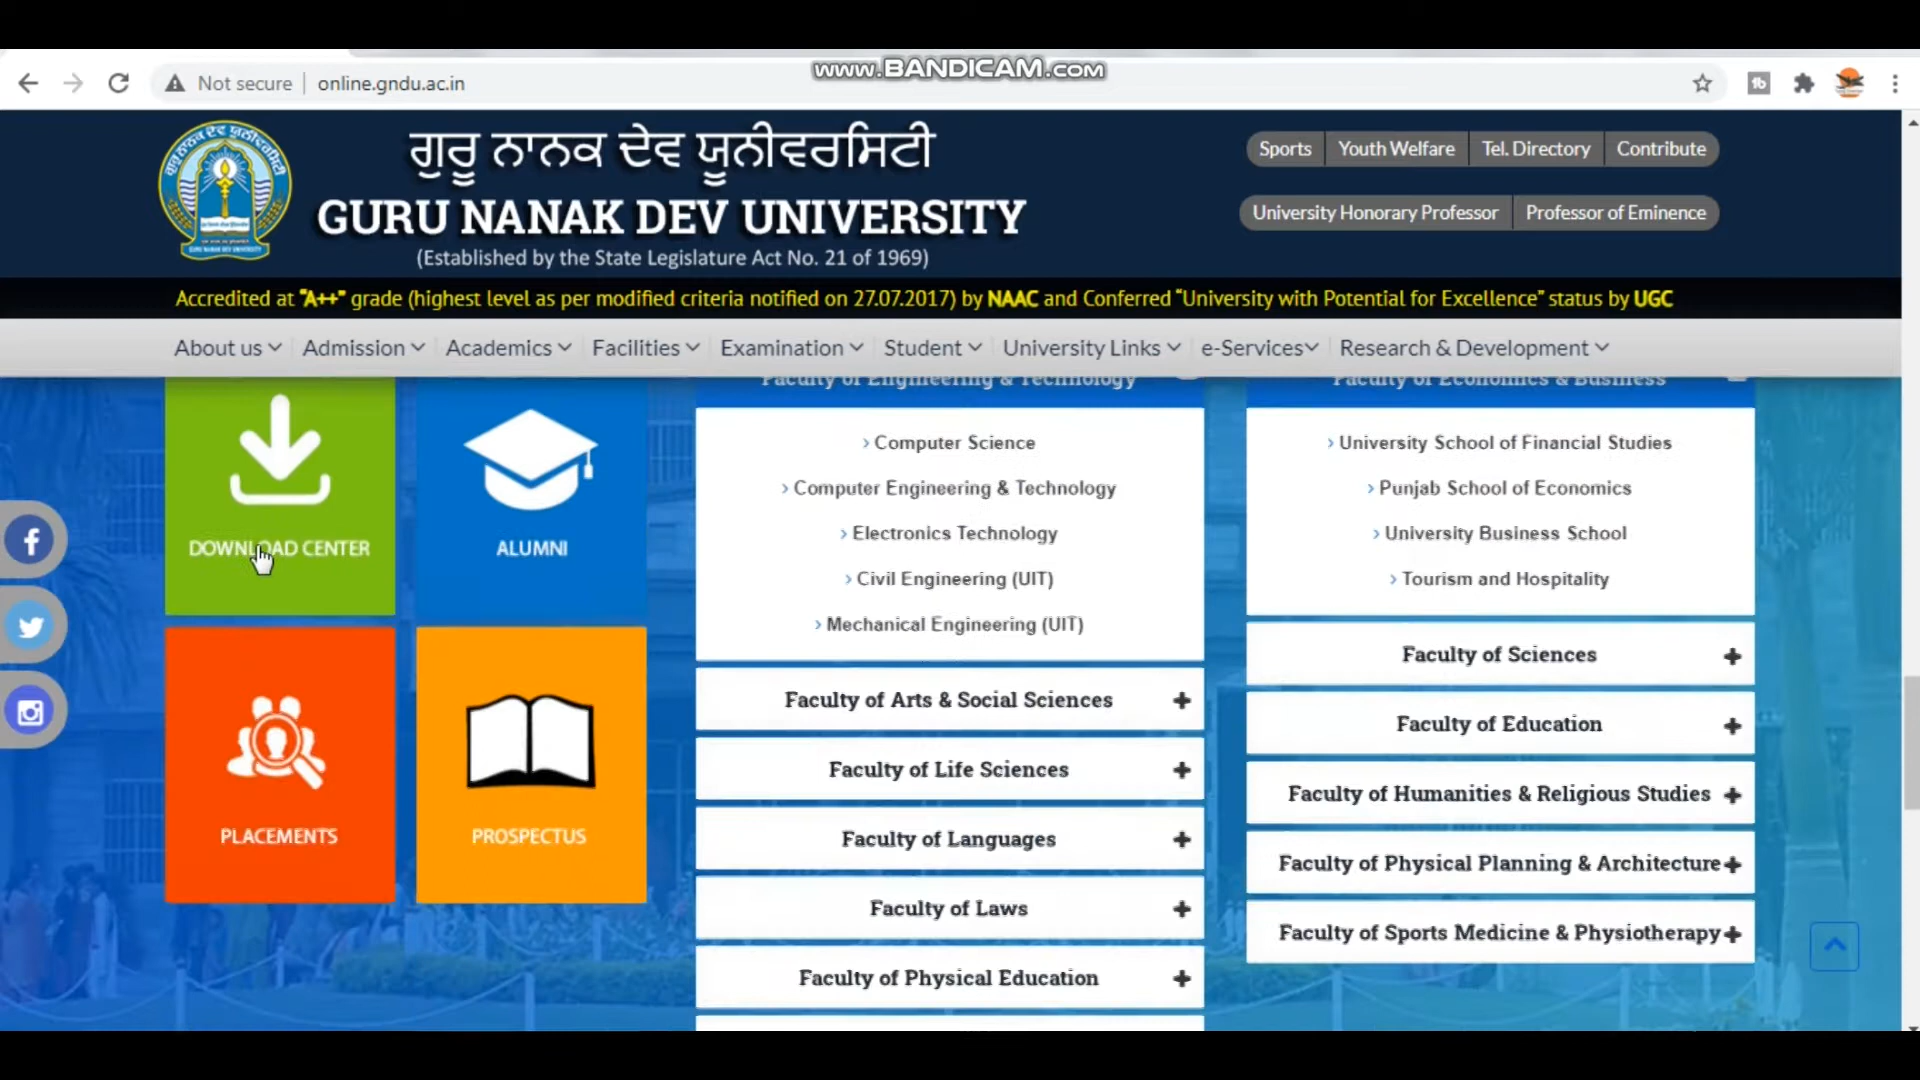 www.BANDICAM.com
Not secure
online.gndu.ac.in
ਗੁਰੂ ਨਾਨਕ ਦੇਵ ਯੂਨੀਵਰਸਿਟੀ
GURU NANAK DEV UNIVERSITY
(Established by the State Legislature Act No. 21 of 1969)
Sports
Youth Welfare
Tel. Directory
Contribute
University Honorary Professor
Professor of Eminence
Accredited at "A++" grade (highest level as per modified criteria notified on 27.07.2017) by NAAC and Conferred "University with Potential for Excellence" status by UGC
About us
Admission
Academics
Facilities
Examination
Student
University Links
e-Services
Research & Development
DOWNLOAD CENTER
ALUMNI
PLACEMENTS
PROSPECTUS
Faculty of Engineering & Technology
Computer Science
Computer Engineering & Technology
Electronics Technology
Civil Engineering (UIT)
Mechanical Engineering (UIT)
Faculty of Arts & Social Sciences
Faculty of Life Sciences
Faculty of Languages
Faculty of Laws
Faculty of Physical Education
Faculty of Economics & Business
University School of Financial Studies
Punjab School of Economics
University Business School
Tourism and Hospitality
Faculty of Sciences
Faculty of Education
Faculty of Humanities & Religious Studies
Faculty of Physical Planning & Architecture
Faculty of Sports Medicine & Physiotherapy